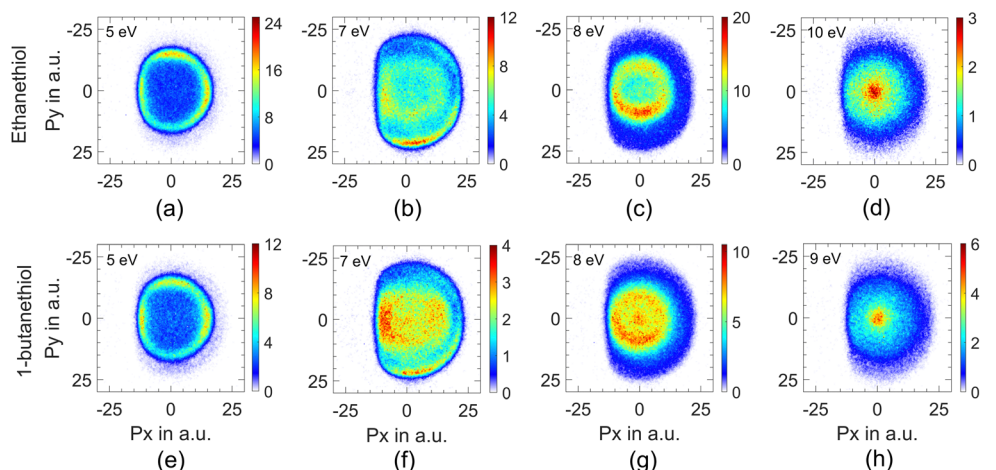 Ethanethiol
Py in a.u.
-25
0
25
5 eV
-25 0 25
24
16
8
0
(a)
-25
0
25
7 eV
-25 0 25
12
8
4
0
(b)
-25
0
25
8 eV
-25 0 25
20
10
0
(c)
-25
0
25
10 eV
-25 0 25
3
2
1
0
(d)
1-butanethiol
Py in a.u.
-25
0
25
5 eV
-25 0 25
12
8
4
0
Px in a.u.
(e)
-25
0
25
7 eV
-25 0 25
4
3
2
1
0
Px in a.u.
(f)
-25
0
25
8 eV
-25 0 25
10
5
0
Px in a.u.
(g)
-25
0
25
9 eV
-25 0 25
6
4
2
0
Px in a.u.
(h)